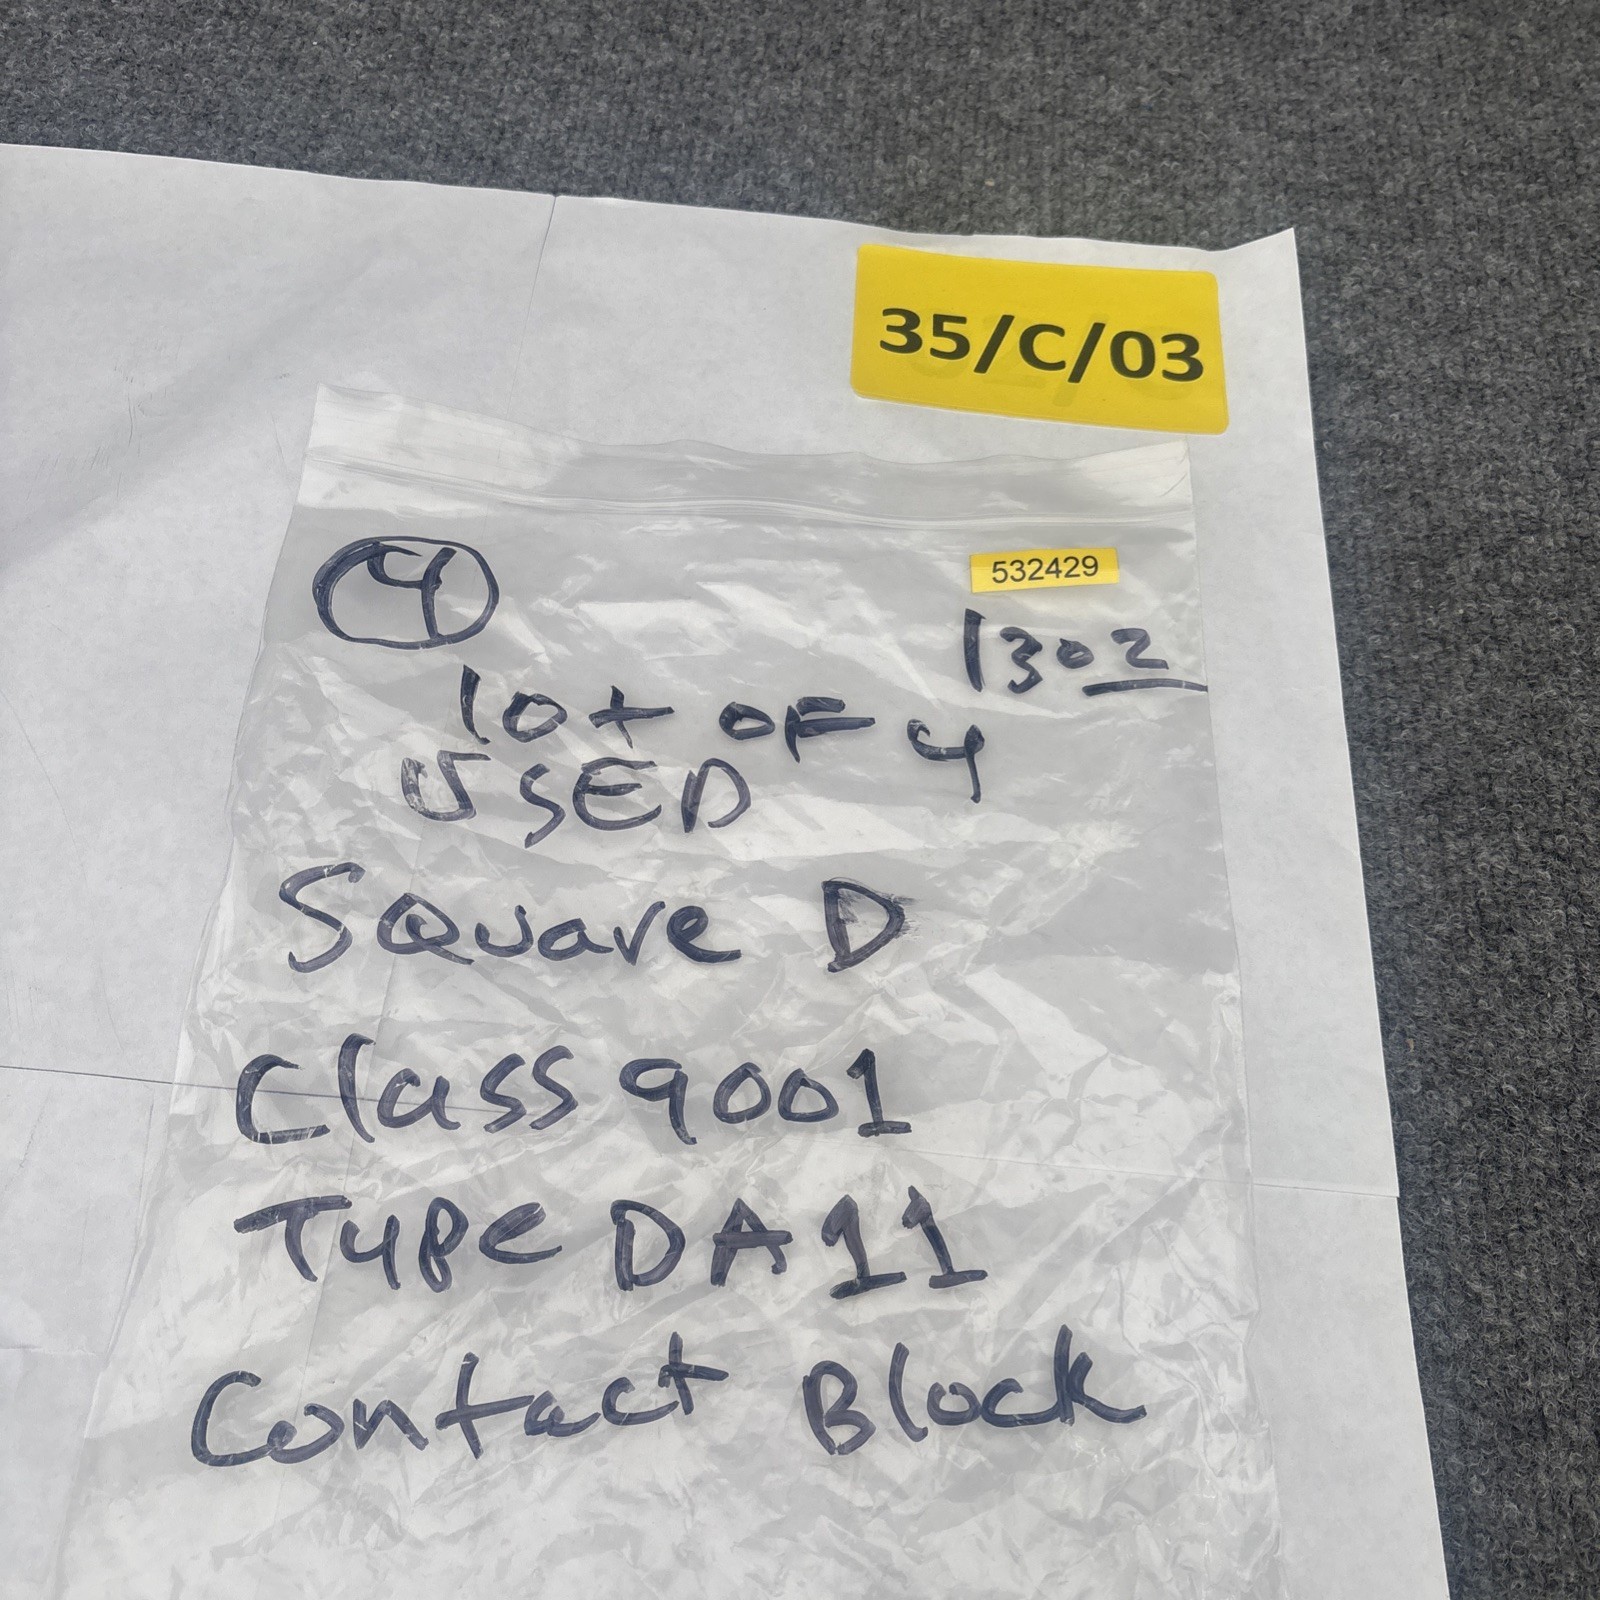 35/C/03
4
532429
1302
lot OF 4
USED
Square D
Class 9001
Type DA11
Contact Block